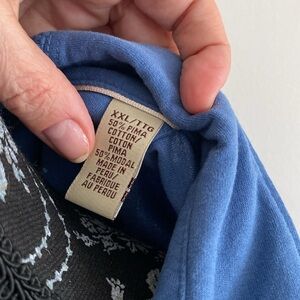 XXL/TTG
50% PIMA
COTTON/
COTON
PIMA
50% MODAL
MADE IN
PERU/
FABRIQUE
AU PEROU